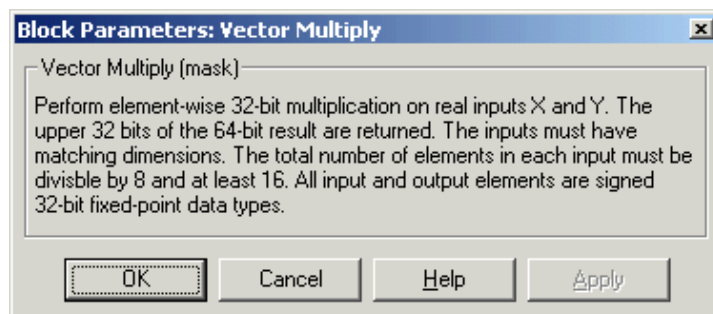 Block Parameters: Vector Multiply
Vector Multiply (mask)
Perform element-wise 32-bit multiplication on real inputs X and Y. The
upper 32 bits of the 64-bit result are returned. The inputs must have
matching dimensions. The total number of elements in each input must be
divisble by 8 and at least 16. All input and output elements are signed
32-bit fixed-point data types.
OK Cancel Help Apply